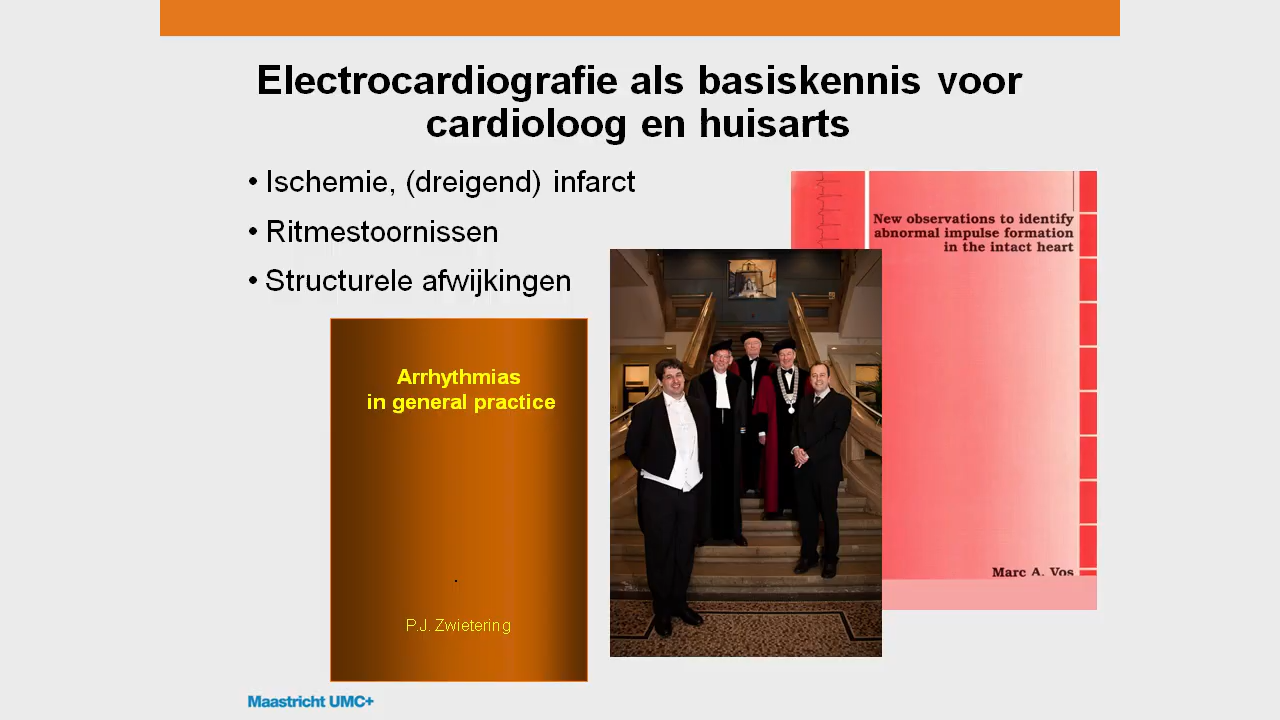 Electrocardiografie als basiskennis voor
cardioloog en huisarts
• Ischemie, (dreigend) infarct
• Ritmestoornissen
• Structurele afwijkingen
New observations to identify
abnormal impulse formation
in the intact heart
Marc A. Vos
Arrhythmias
in general practice
.
P.J. Zwietering
Maastricht UMC+